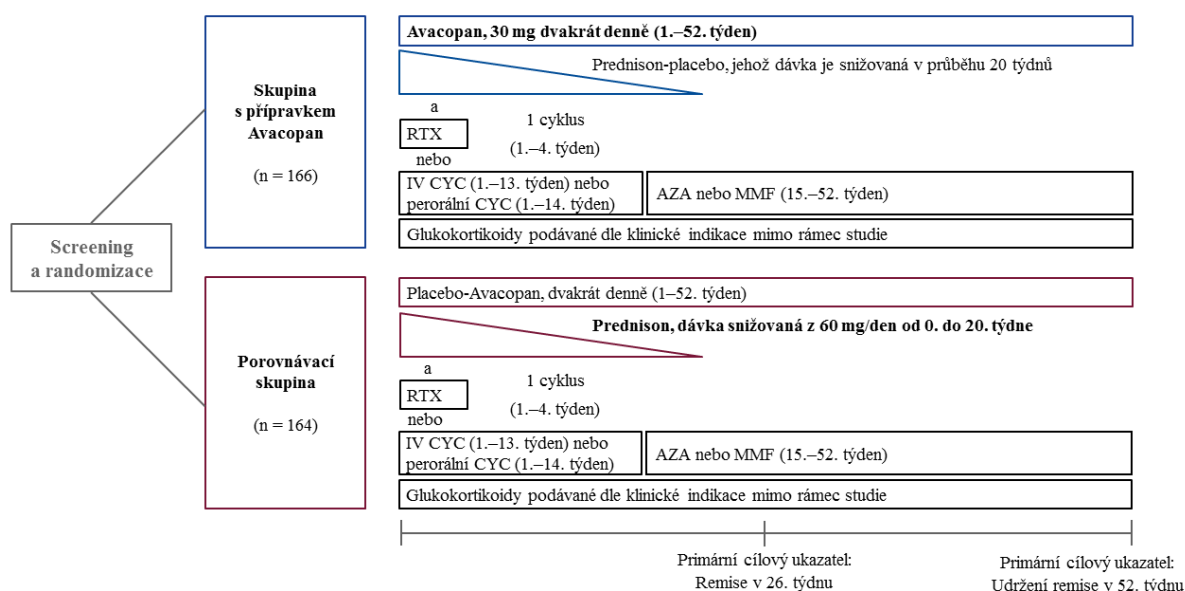 Screening
a randomizace
Skupina
s přípravkem
Avacopan
(n = 166)
Avacopan, 30 mg dvakrát denně (1.–52. týden)
Prednison-placebo, jehož dávka je snižovaná v průběhu 20 týdnů
a
RTX
nebo
1 cyklus
(1.–4. týden)
IV CYC (1.–13. týden) nebo
perorální CYC (1.–14. týden)
AZA nebo MMF (15.–52. týden)
Glukokortikoidy podávané dle klinické indikace mimo rámec studie
Porovnávací
skupina
(n = 164)
Placebo-Avacopan, dvakrát denně (1–52. týden)
Prednison, dávka snižovaná z 60 mg/den od 0. do 20. týdne
a
RTX
nebo
1 cyklus
(1.–4. týden)
IV CYC (1.–13. týden) nebo
perorální CYC (1.–14. týden)
AZA nebo MMF (15.–52. týden)
Glukokortikoidy podávané dle klinické indikace mimo rámec studie
Primární cílový ukazatel:
Remise v 26. týdnu
Primární cílový ukazatel:
Udržení remise v 52. týdnu